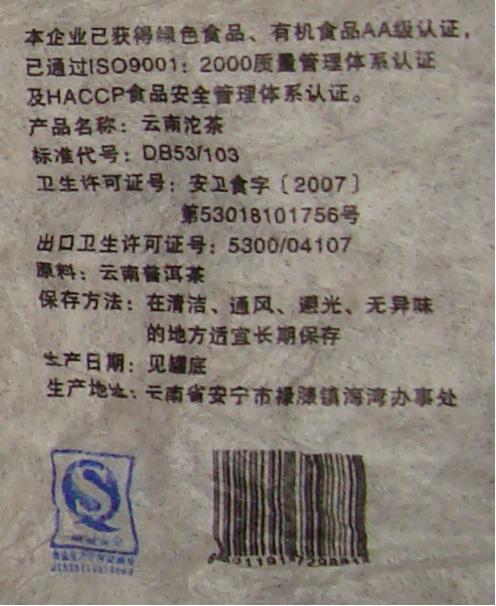 本企业已获得绿色食品、有机食品AA级认证，
已通过ISO9001：2000质量管理体系认证
及HACCP食品安全管理体系认证。
产品名称：云南沱茶
标准代号：DB53/103
卫生许可证号：安卫食字〔2007〕
第53018101756号
出口卫生许可证号：5300/04107
原料：云南普洱茶
保存方法：在清洁、通风、避光、无异味
的地方适宜长期保存
生产日期：见罐底
生产地址：云南省安宁市禄脿镇海湾办事处